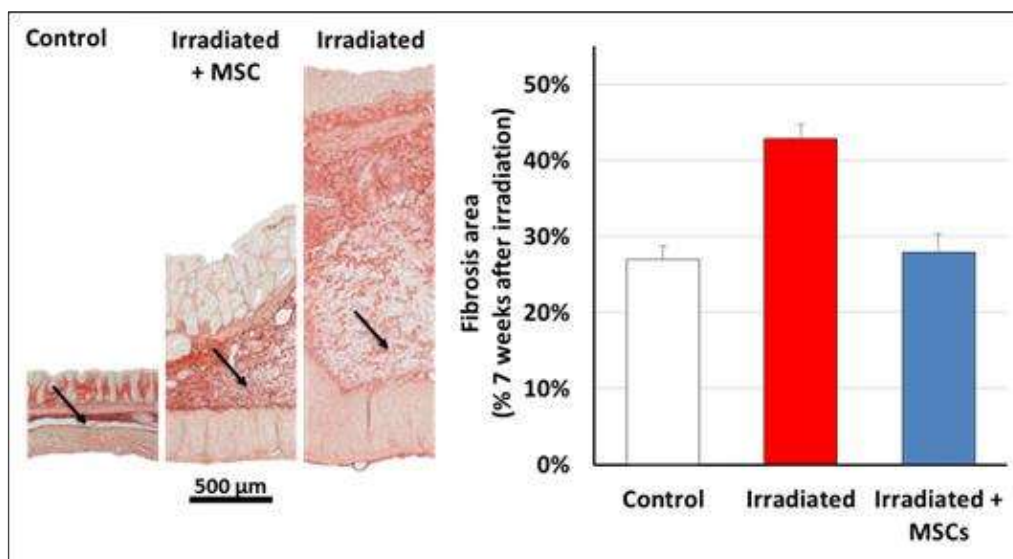 Control
Irradiated
+ MSC
Irradiated
500 µm
Fibrosis area
(% 7 weeks after irradiation)
50%
40%
30%
20%
10%
0%
Control
Irradiated
Irradiated +
MSCs